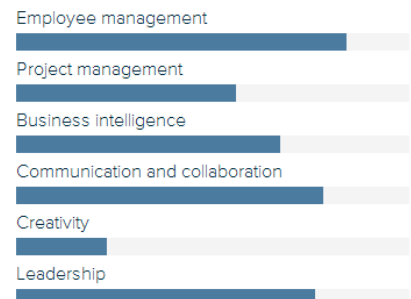 Employee management
Project management
Business intelligence
Communication and collaboration
Creativity
Leadership